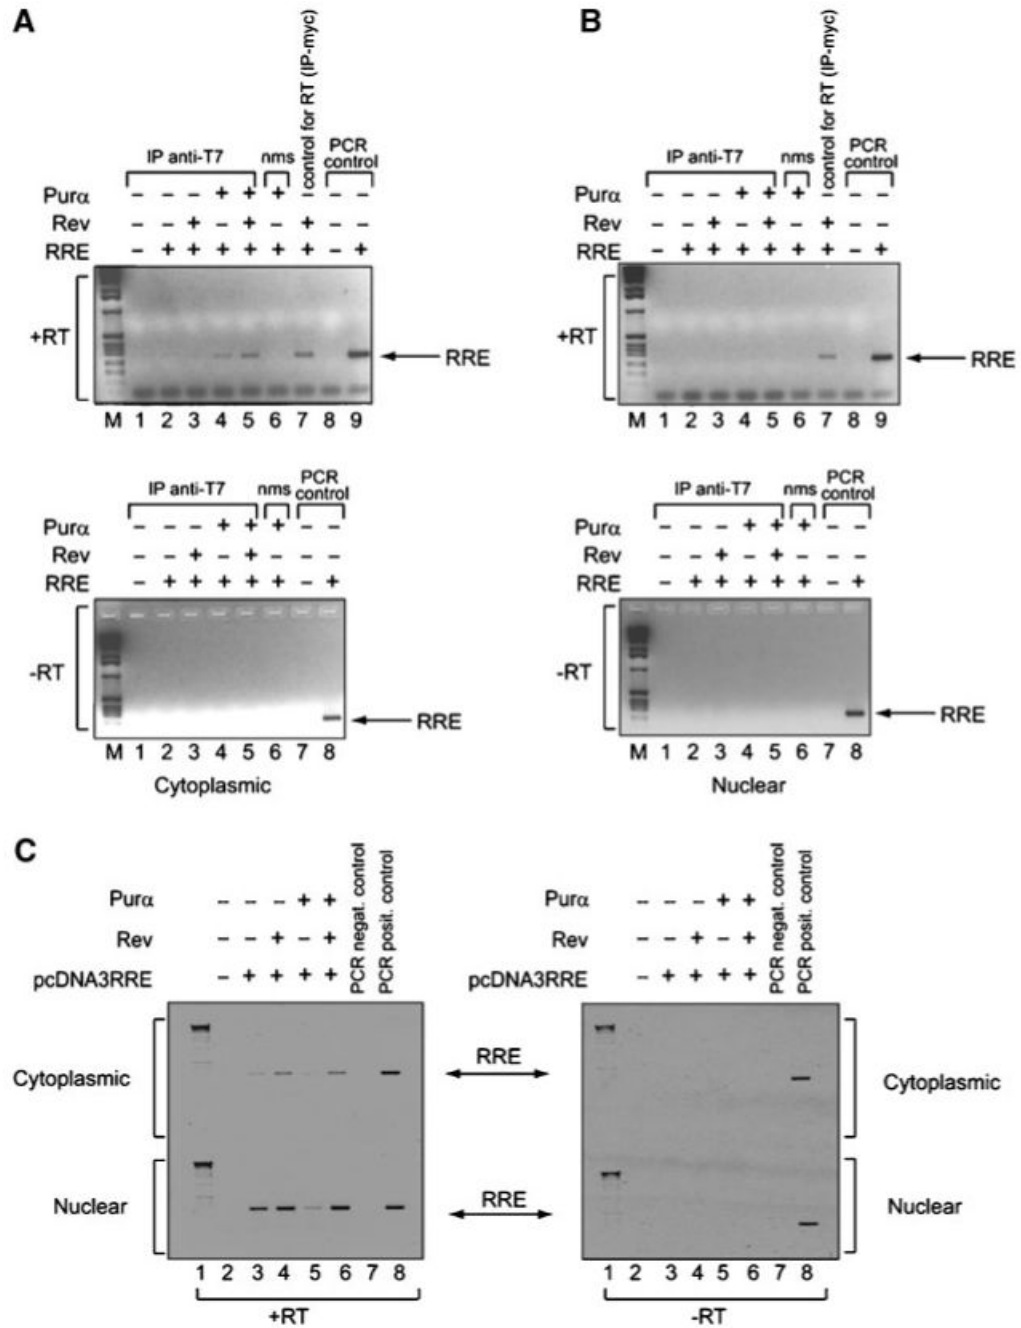 A
control for RT (IP-myc)
IP anti-T7 nms PCR control
Purα – – – + + + – – –
Rev – – + – + – + – –
RRE – + + + + + + – +
+RT
RRE
M 1 2 3 4 5 6 7 8 9
IP anti-T7 nms PCR control
Purα – – – + + + – –
Rev – – + – + – – –
RRE – + + + + + – +
-RT
RRE
M 1 2 3 4 5 6 7 8
Cytoplasmic
B
control for RT (IP-myc)
IP anti-T7 nms PCR control
Purα – – – + + + – – –
Rev – – + – + – + – –
RRE – + + + + + + – +
+RT
RRE
M 1 2 3 4 5 6 7 8 9
IP anti-T7 nms PCR control
Purα – – – + + + – –
Rev – – + – + – – –
RRE – + + + + + – +
-RT
RRE
M 1 2 3 4 5 6 7 8
Nuclear
C
PCR negat. control
PCR posit. control
Purα – – – + +
Rev – – + – +
pcDNA3RRE – + + + +
Cytoplasmic
Nuclear
1 2 3 4 5 6 7 8
+RT
RRE
RRE
PCR negat. control
PCR posit. control
Purα – – – + +
Rev – – + – +
pcDNA3RRE – + + + +
Cytoplasmic
Nuclear
1 2 3 4 5 6 7 8
-RT